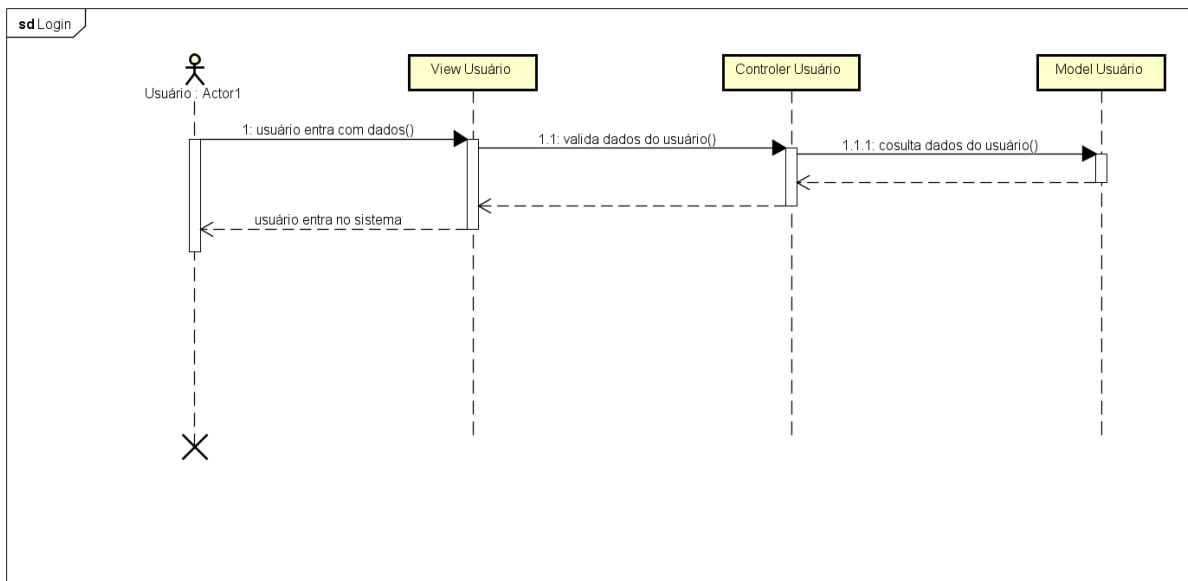 sd Login
Usuário : Actor1
View Usuário
Controler Usuário
Model Usuário
1: usuário entra com dados()
1.1: valida dados do usuário()
1.1.1: cosulta dados do usuário()
usuário entra no sistema